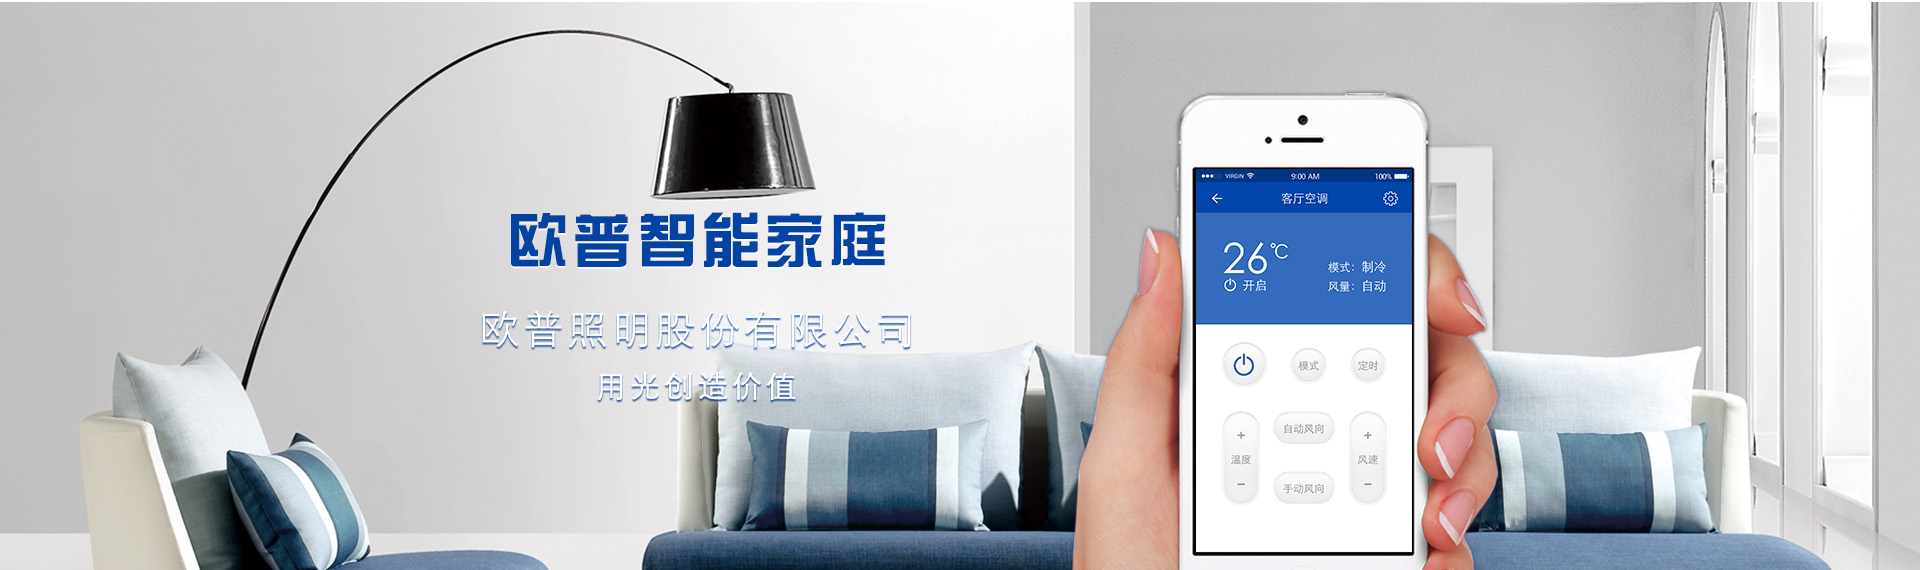 欧普智能家庭
欧普照明股份有限公司
用光创造价值
VIRGIN 9:00 AM 100%
客厅空调
26℃
开启
模式：制冷
风量：自动
模式 定时
+ 自动风向 +
温度 风速
- 手动风向 -